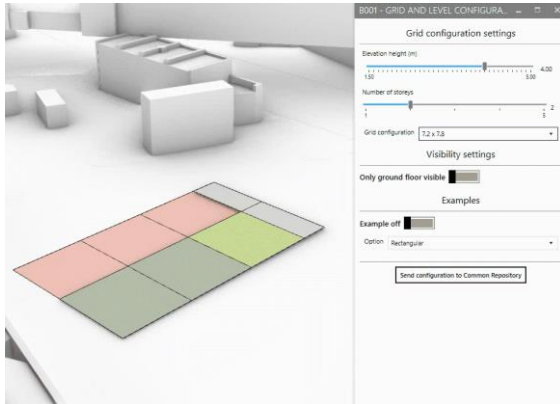 B001 - GRID AND LEVEL CONFIGURA...
Grid configuration settings
Elevation height (m)
4.00
1.50 5.00
Number of storeys
2
1 5
Grid configuration 7.2 x 7.8
Visibility settings
Only ground floor visible
Examples
Example off
Option Rectangular
Send configuration to Common Repository